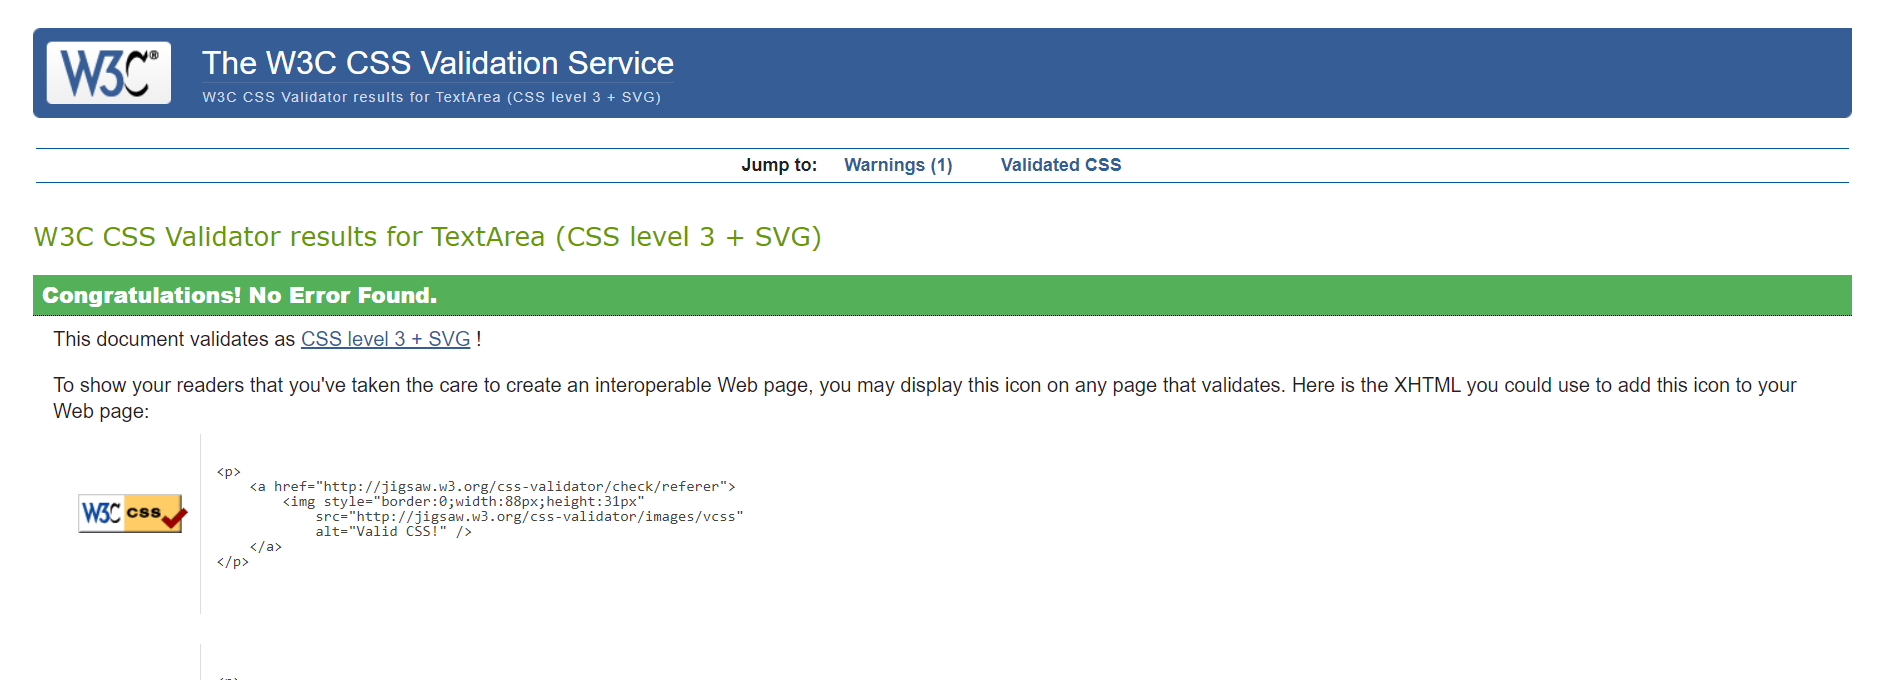 W3C®
The W3C CSS Validation Service
W3C CSS Validator results for TextArea (CSS level 3 + SVG)
Jump to: Warnings (1) Validated CSS
W3C CSS Validator results for TextArea (CSS level 3 + SVG)
Congratulations! No Error Found.
This document validates as CSS level 3 + SVG !
To show your readers that you've taken the care to create an interoperable Web page, you may display this icon on any page that validates. Here is the XHTML you could use to add this icon to your
Web page:
W3C css
<p>
    <a href="http://jigsaw.w3.org/css-validator/check/referer">
        <img style="border:0;width:88px;height:31px"
            src="http://jigsaw.w3.org/css-validator/images/vcss"
            alt="Valid CSS!" />
    </a>
</p>